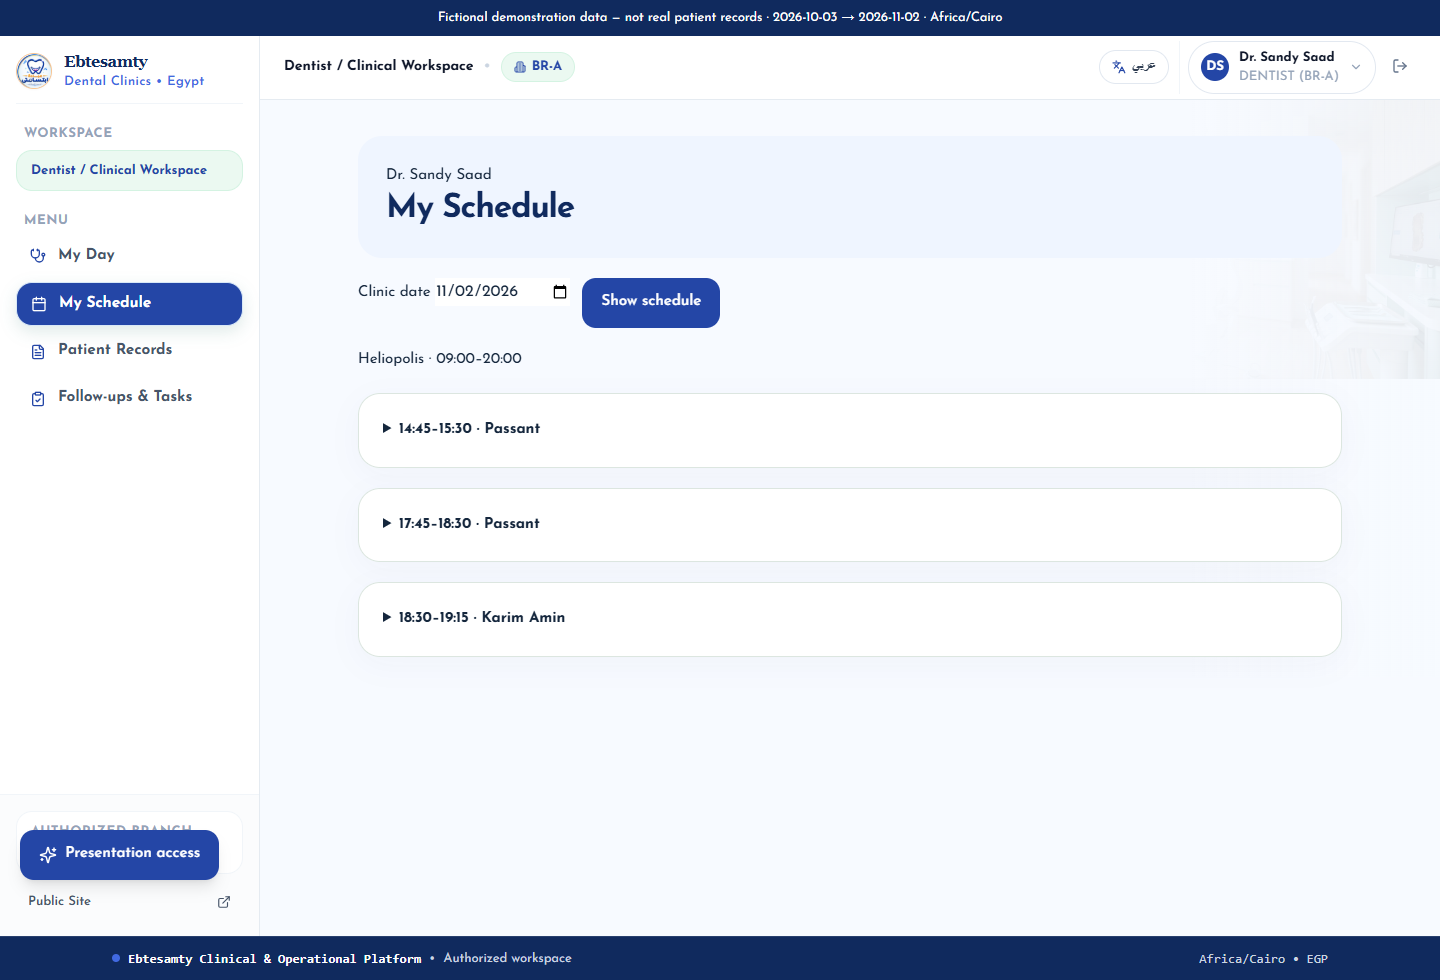 Fictional demonstration data – not real patient records · 2026-10-03 → 2026-11-02 · Africa/Cairo
Ebtesamty
Dental Clinics • Egypt
Dentist / Clinical Workspace
BR-A
عربي
DS
Dr. Sandy Saad
DENTIST (BR-A)
WORKSPACE
Dentist / Clinical Workspace
MENU
My Day
My Schedule
Patient Records
Follow-ups & Tasks
Dr. Sandy Saad
My Schedule
Clinic date 11/02/2026
Show schedule
Heliopolis · 09:00–20:00
14:45–15:30 · Passant
17:45–18:30 · Passant
18:30–19:15 · Karim Amin
AUTHORIZED BRANCH
Presentation access
Public Site
Ebtesamty Clinical & Operational Platform • Authorized workspace
Africa/Cairo • EGP